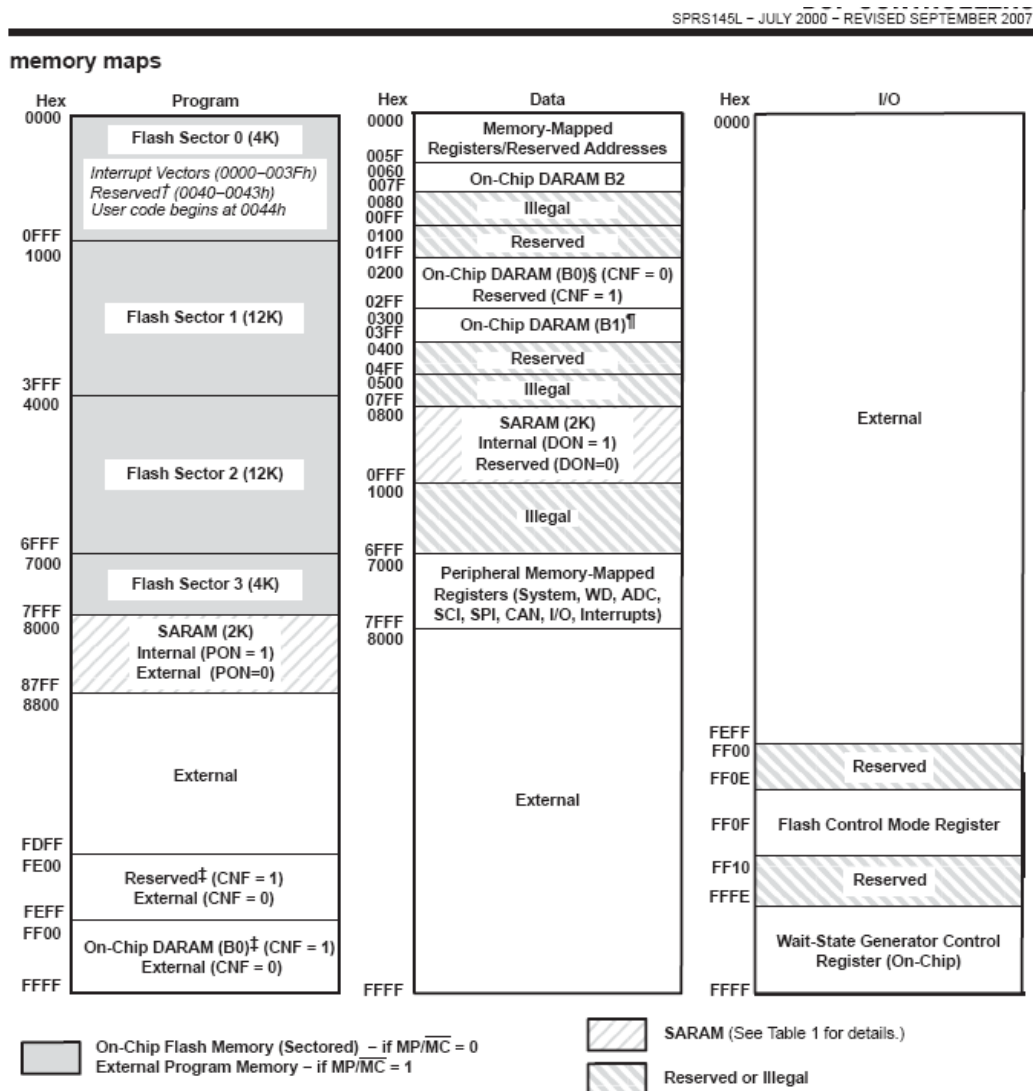 SPRS145L – JULY 2000 – REVISED SEPTEMBER 2007
memory maps
Hex Program
0000
Flash Sector 0 (4K)
Interrupt Vectors (0000–003Fh)
Reserved† (0040–0043h)
User code begins at 0044h
0FFF
1000
Flash Sector 1 (12K)
3FFF
4000
Flash Sector 2 (12K)
6FFF
7000
Flash Sector 3 (4K)
7FFF
8000
SARAM (2K)
Internal (PON = 1)
External (PON=0)
87FF
8800
External
FDFF
FE00
Reserved‡ (CNF = 1)
External (CNF = 0)
FEFF
FF00
On-Chip DARAM (B0)‡ (CNF = 1)
External (CNF = 0)
FFFF
Hex Data
0000
Memory-Mapped
Registers/Reserved Addresses
005F
0060
On-Chip DARAM B2
007F
0080
Illegal
00FF
0100
Reserved
01FF
0200
On-Chip DARAM (B0)§ (CNF = 0)
Reserved (CNF = 1)
02FF
0300
On-Chip DARAM (B1)¶
03FF
0400
Reserved
04FF
0500
Illegal
07FF
0800
SARAM (2K)
Internal (DON = 1)
Reserved (DON=0)
0FFF
1000
Illegal
6FFF
7000
Peripheral Memory-Mapped
Registers (System, WD, ADC,
SCI, SPI, CAN, I/O, Interrupts)
7FFF
8000
External
FFFF
Hex I/O
0000
External
FEFF
FF00
Reserved
FF0E
FF0F Flash Control Mode Register
FF10
Reserved
FFFE
Wait-State Generator Control
Register (On-Chip)
FFFF
On-Chip Flash Memory (Sectored) – if MP/MC = 0
External Program Memory – if MP/MC = 1
SARAM (See Table 1 for details.)
Reserved or Illegal